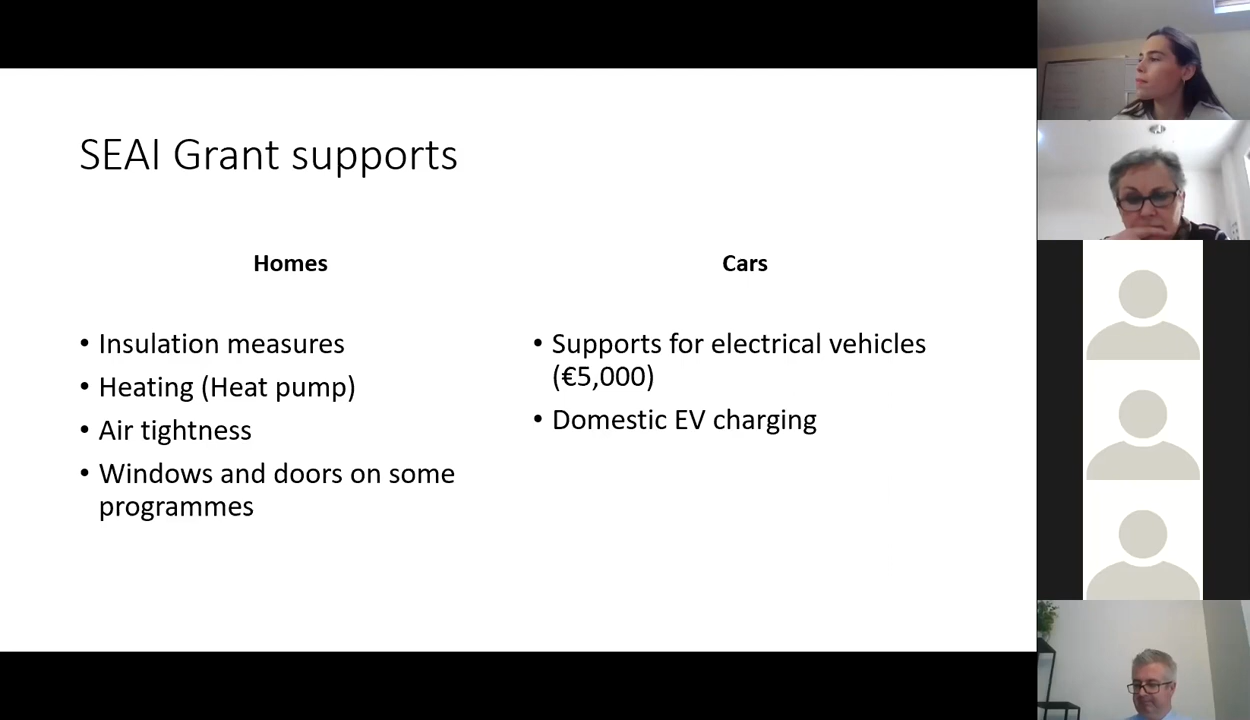 SEAI Grant supports
Homes
• Insulation measures
• Heating (Heat pump)
• Air tightness
• Windows and doors on some
programmes
Cars
• Supports for electrical vehicles
(€5,000)
• Domestic EV charging